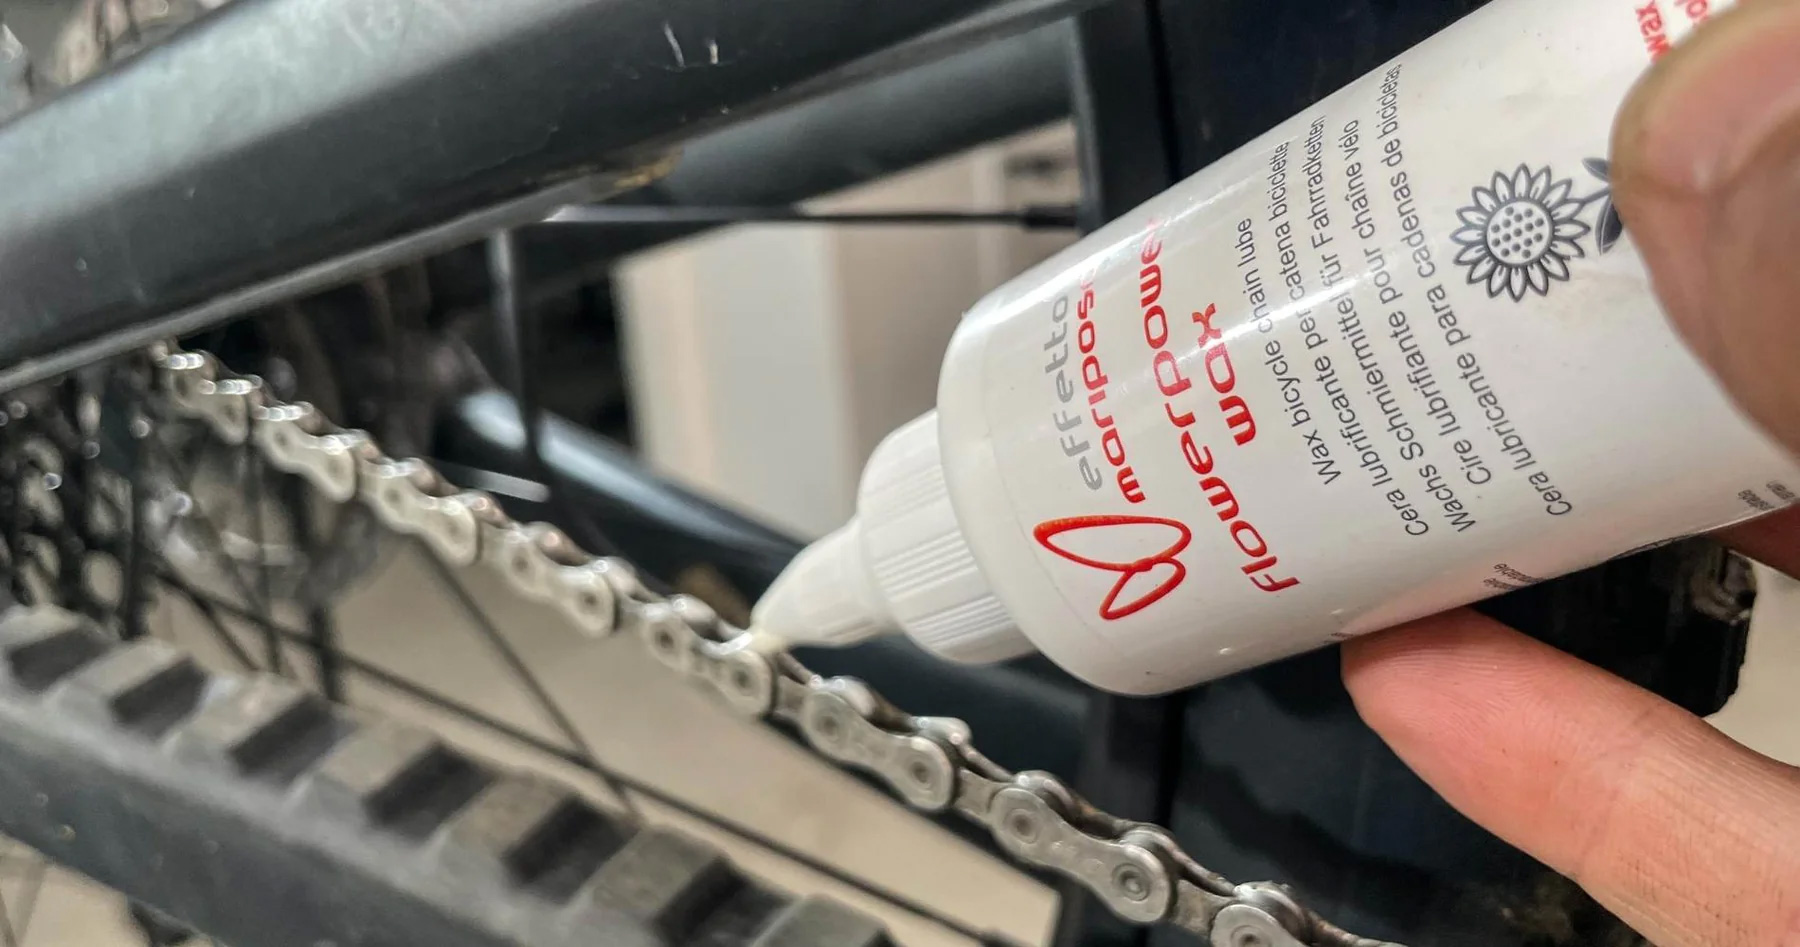 effetto
mariposa
flowerpower
wax
Wax bicycle chain lube
Cera lubrificante per catena biciclette
Wachs Schmiermittel für Fahrradketten
Cire lubrifiante pour chaîne vélo
Cera lubricante para cadenas de bicicletas
wax